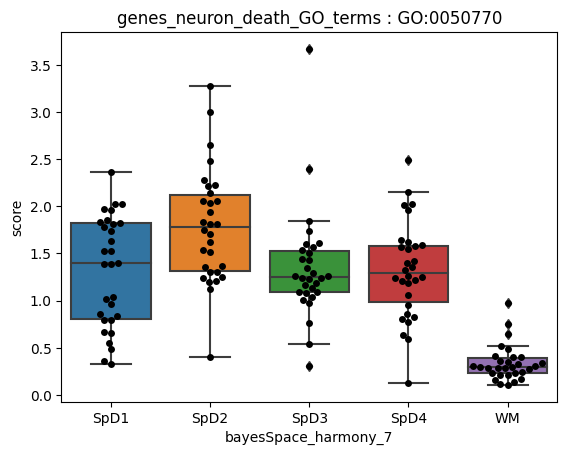 genes_neuron_death_GO_terms : GO:0050770
3.5
3.0
2.5
2.0
1.5
1.0
0.5
0.0
score
SpD1 SpD2 SpD3 SpD4 WM
bayesSpace_harmony_7